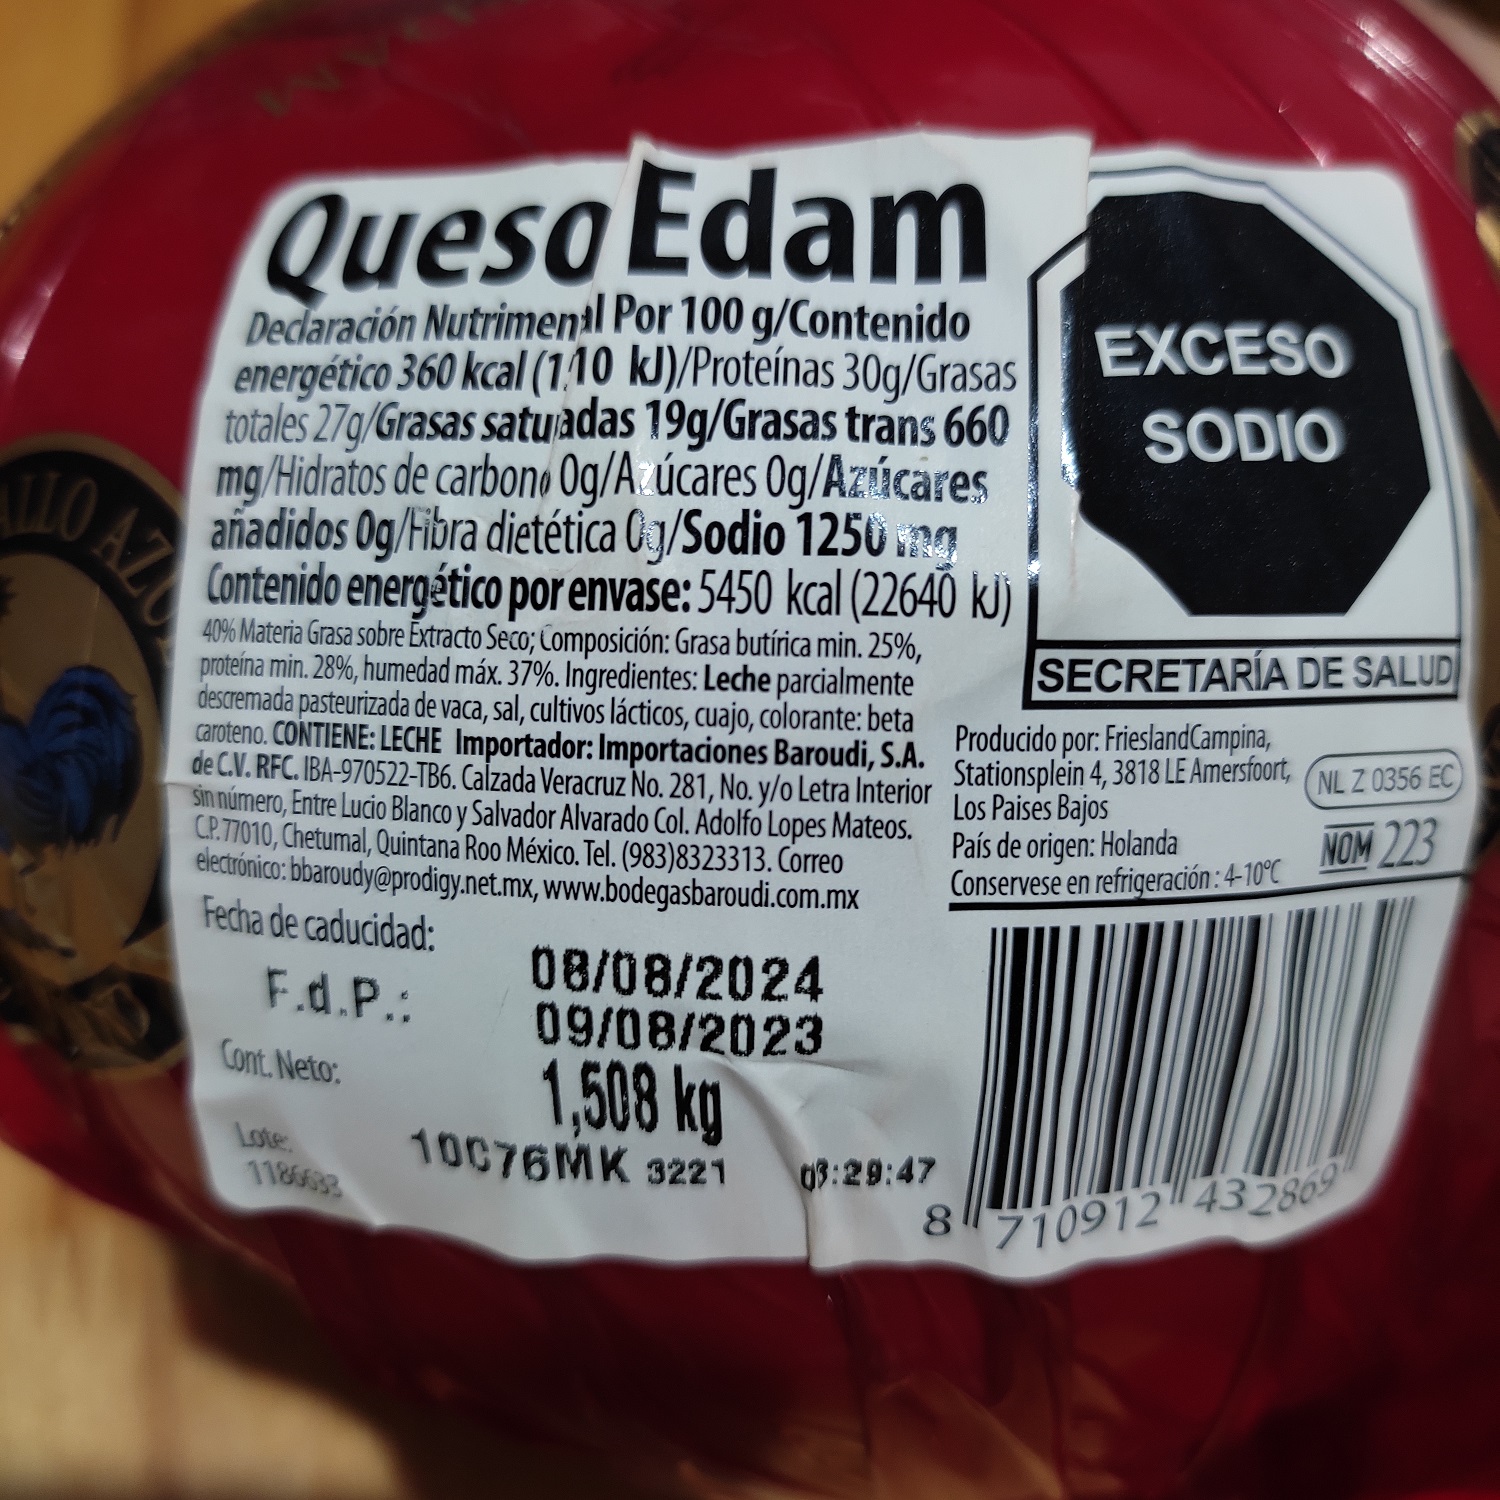 Queso Edam
Declaración Nutrimenal Por 100 g/Contenido
energético 360 kcal (1 10 kJ)/Proteínas 30g/Grasas
totales 27g/Grasas satuadas 19g/Grasas trans 660
mg/Hidratos de carbono 0g/Azúcares 0g/Azúcares
añadidos 0g/Fibra dietética 0g/Sodio 1250 mg
Contenido energético por envase: 5450 kcal (22640 kJ)
40% Materia Grasa sobre Extracto Seco; Composición: Grasa butírica min. 25%,
proteína min. 28%, humedad máx. 37%. Ingredientes: Leche parcialmente
descremada pasteurizada de vaca, sal, cultivos lácticos, cuajo, colorante: beta
caroteno. CONTIENE: LECHE Importador: Importaciones Baroudi, S.A.
de C.V. RFC. IBA-970522-TB6. Calzada Veracruz No. 281, No. y/o Letra Interior
sin número, Entre Lucio Blanco y Salvador Alvarado Col. Adolfo Lopes Mateos.
C.P. 77010, Chetumal, Quintana Roo México. Tel. (983)8323313. Correo
electrónico: bbaroudy@prodigy.net.mx, www.bodegasbaroudi.com.mx
Fecha de caducidad: 08/08/2024
F.d.P.: 09/08/2023
Cont. Neto: 1,508 kg
Lote: 10C76MK 3221 03:29:47
1186633
EXCESO
SODIO
SECRETARÍA DE SALUD
Producido por: FrieslandCampina,
Stationsplein 4, 3818 LE Amersfoort,
Los Paises Bajos
NL Z 0356 EC
País de origen: Holanda
Conservese en refrigeración : 4-10°C
NOM 223
8 710912 432869
ALLO AZU